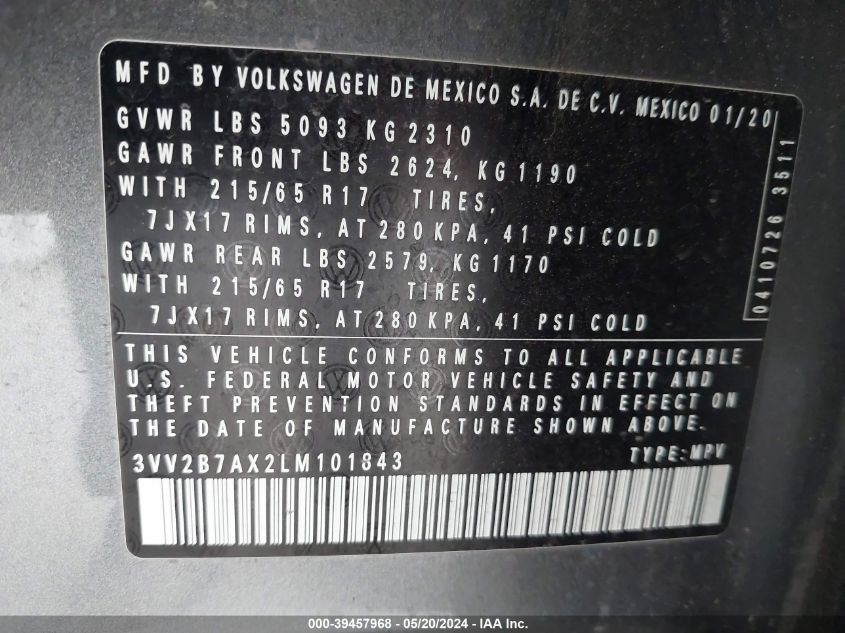 MFD BY VOLKSWAGEN DE MEXICO S.A. DE C.V. MEXICO 01/20
GVWR LBS 5093 KG 2310
GAWR FRONT LBS 2624, KG 1190
WITH 215/65 R17 TIRES,
7JX17 RIMS, AT 280 KPA, 41 PSI COLD
GAWR REAR LBS 2579, KG 1170
WITH 215/65 R17 TIRES,
7JX17 RIMS, AT 280 KPA, 41 PSI COLD
0410726 3511
THIS VEHICLE CONFORMS TO ALL APPLICABLE
U.S. FEDERAL MOTOR VEHICLE SAFETY AND
THEFT PREVENTION STANDARDS IN EFFECT ON
THE DATE OF MANUFACTURE SHOWN ABOVE.
3VV2B7AX2LM101843 TYPE:MPV
000-39457968 - 05/20/2024 - IAA Inc.